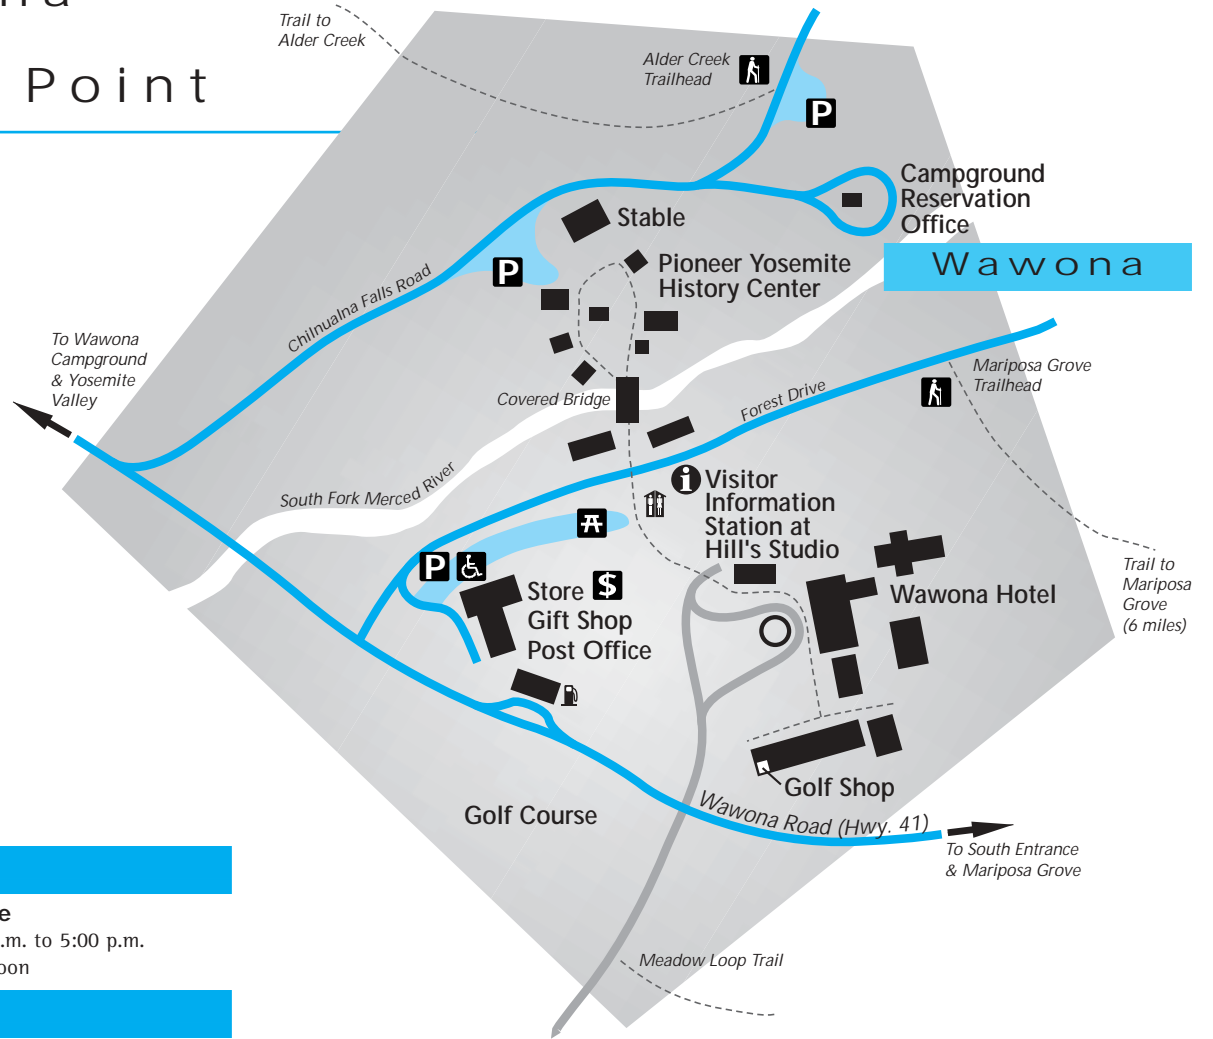 Point
Trail to
Alder Creek
Alder Creek
Trailhead
P
Campground
Reservation
Office
Wawona
Stable
Pioneer Yosemite
History Center
P
Chilnualna Falls Road
To Wawona
Campground
& Yosemite
Valley
Covered Bridge
Forest Drive
Mariposa Grove
Trailhead
South Fork Merced River
i Visitor
Information
Station at
Hill's Studio
P
Store $
Gift Shop
Post Office
Wawona Hotel
Trail to
Mariposa
Grove
(6 miles)
Golf Shop
Golf Course
Wawona Road (Hwy. 41)
To South Entrance
& Mariposa Grove
Meadow Loop Trail
e
.m. to 5:00 p.m.
oon